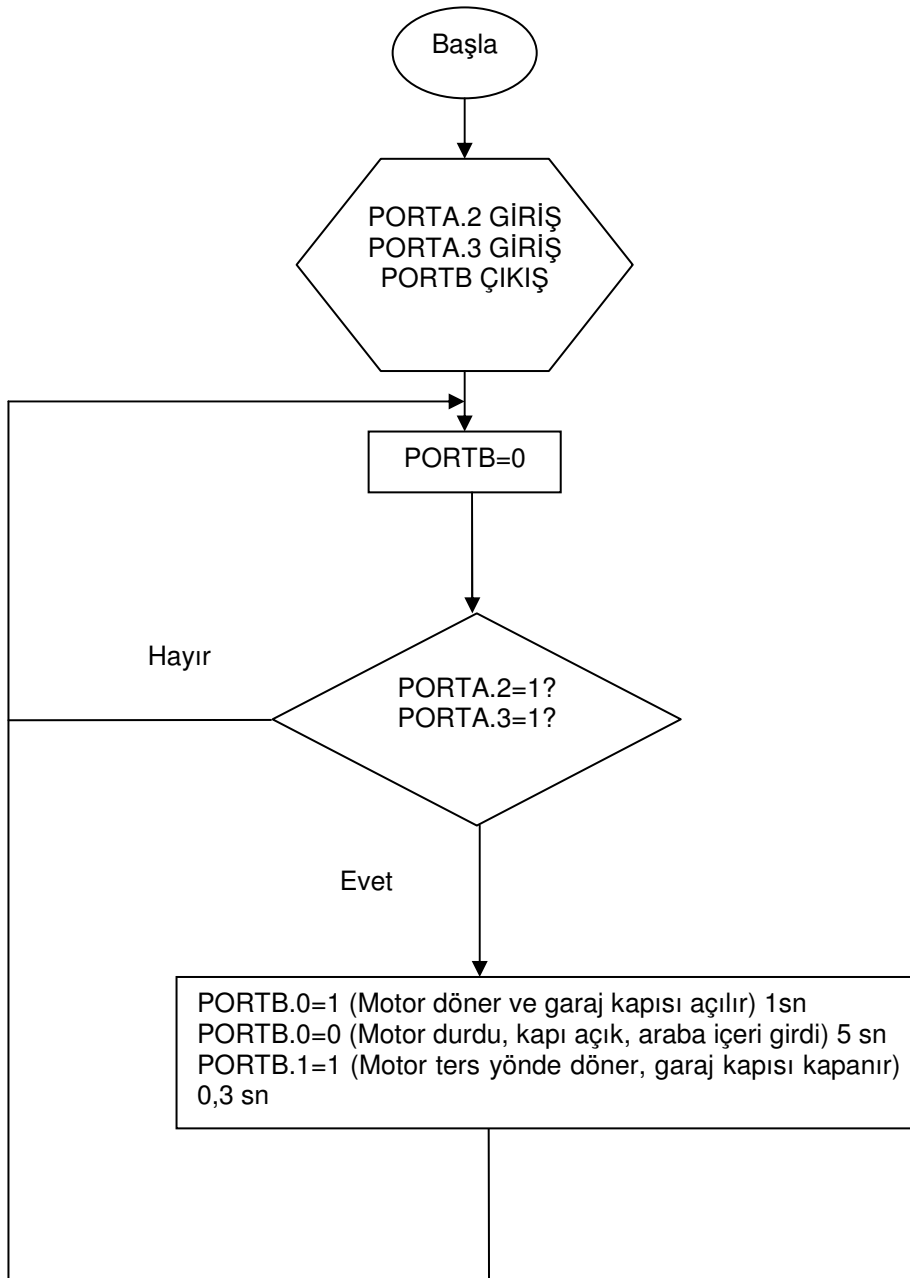 Başla
PORTA.2 GİRİŞ
PORTA.3 GİRİŞ
PORTB ÇIKIŞ
PORTB=0
Hayır
PORTA.2=1?
PORTA.3=1?
Evet
PORTB.0=1 (Motor döner ve garaj kapısı açılır) 1sn
PORTB.0=0 (Motor durdu, kapı açık, araba içeri girdi) 5 sn
PORTB.1=1 (Motor ters yönde döner, garaj kapısı kapanır)
0,3 sn